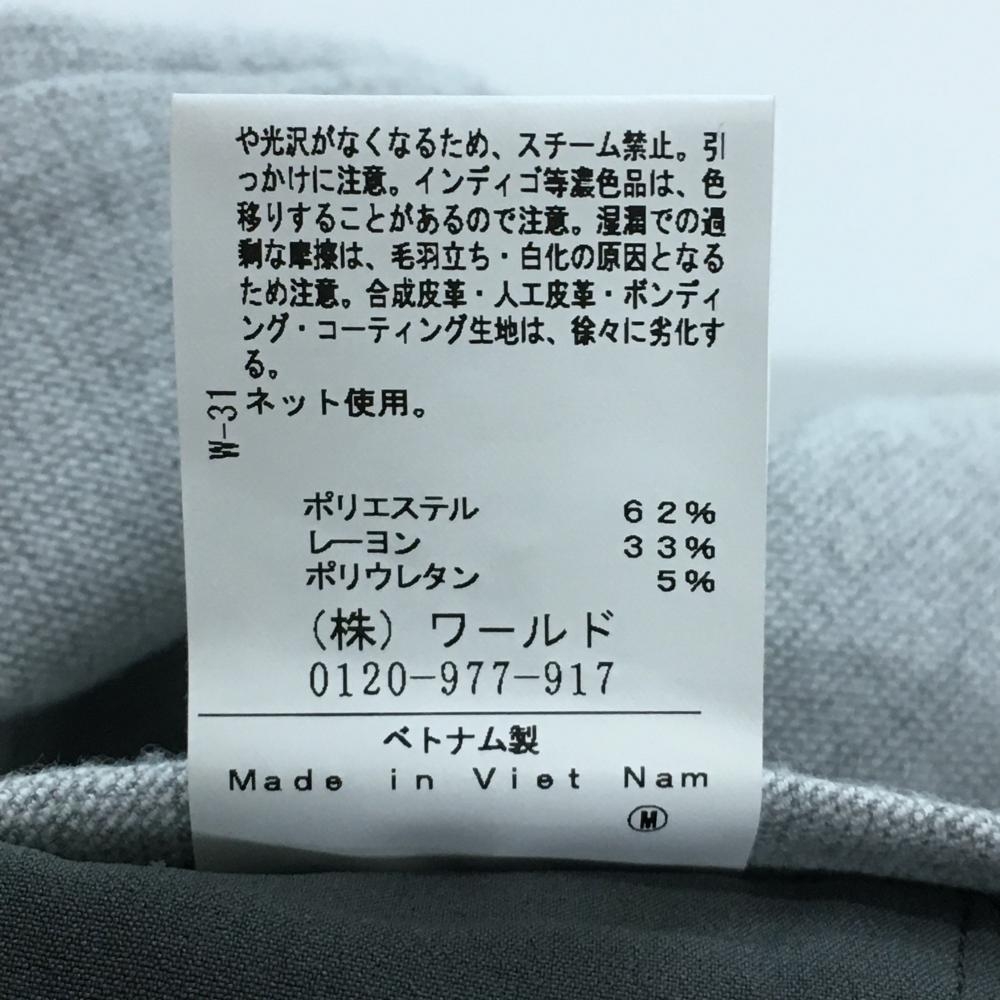 や光沢がなくなるため、スチーム禁止。引
っかけに注意。インディゴ等濃色品は、色
移りすることがあるので注意。湿潤での過
剰な摩擦は、毛羽立ち・白化の原因となる
ため注意。合成皮革・人工皮革・ボンディ
ング・コーティング生地は、徐々に劣化す
る。
ネット使用。
W-31
ポリエステル 62%
レーヨン 33%
ポリウレタン 5%
(株) ワールド
0120-977-917
ベトナム製
Made in Viet Nam
M